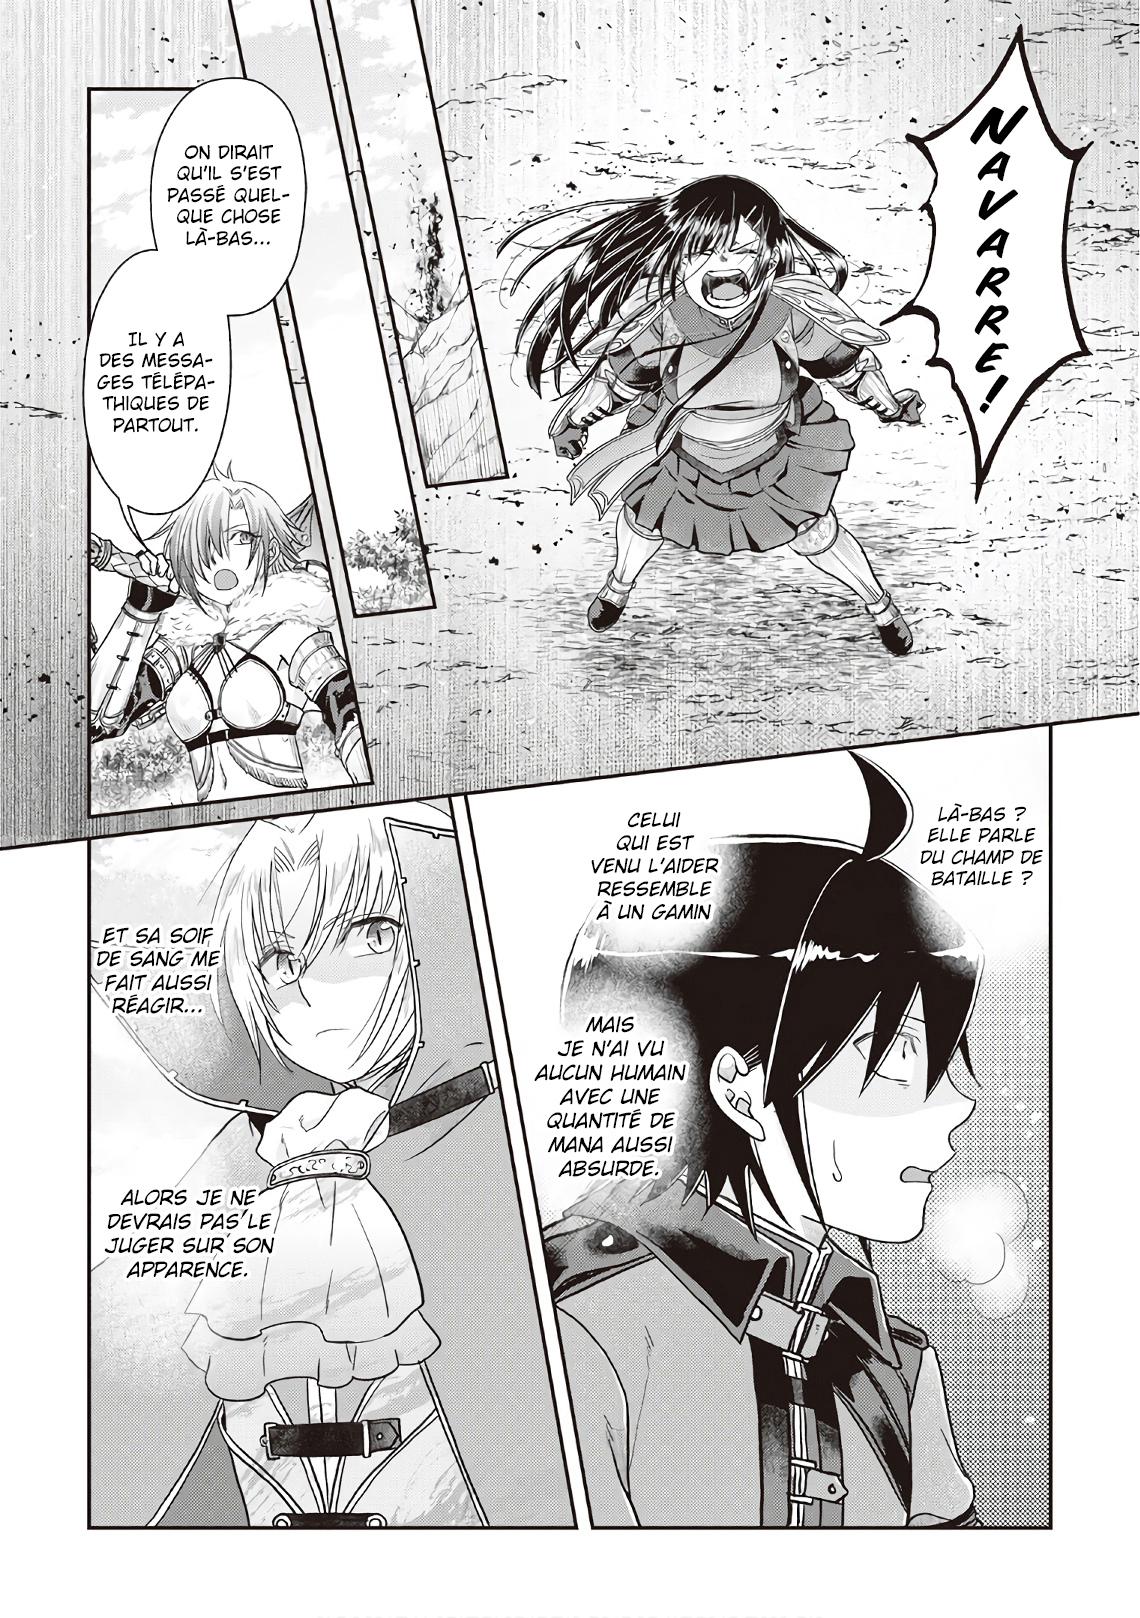 NAVARRE!
ON DIRAIT
QU'IL S'EST
PASSÉ QUEL-
QUE CHOSE
LÀ-BAS...
IL Y A
DES MESSA-
GES TÉLÉPA-
THIQUES DE
PARTOUT.
LÀ-BAS ?
ELLE PARLE
DU CHAMP DE
BATAILLE ?
CELUI
QUI EST
VENU L'AIDER
RESSEMBLE
À UN GAMIN
MAIS
JE N'AI VU
AUCUN HUMAIN
AVEC UNE
QUANTITÉ DE
MANA AUSSI
ABSURDE.
ET SA SOIF
DE SANG ME
FAIT AUSSI
RÉAGIR...
ALORS JE NE
DEVRAIS PAS LE
JUGER SUR SON
APPARENCE.